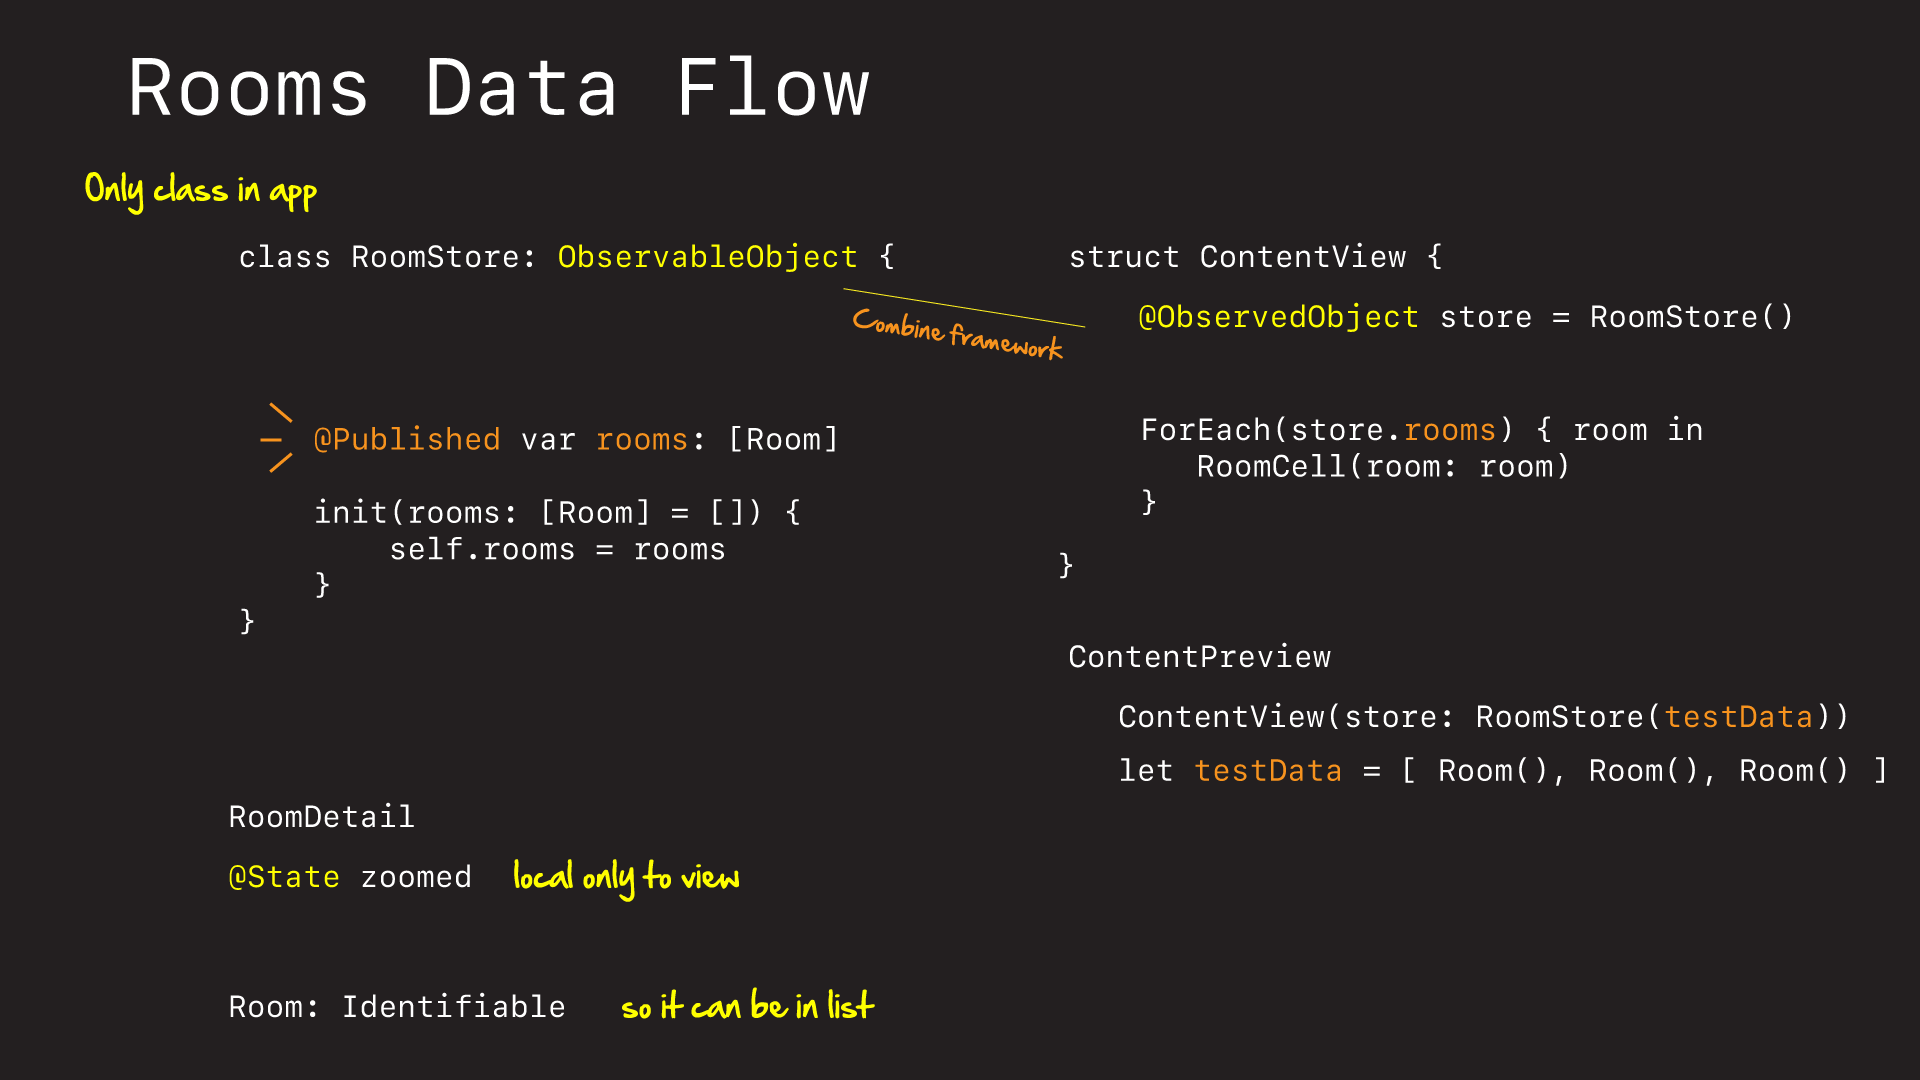 Rooms Data Flow
Only class in app
class RoomStore: ObservableObject {
Combine framework
@Published var rooms: [Room]
init(rooms: [Room] = []) {
self.rooms = rooms
}
}
struct ContentView {
@ObservedObject store = RoomStore()
ForEach(store.rooms) { room in
RoomCell(room: room)
}
}
ContentPreview
ContentView(store: RoomStore(testData))
let testData = [ Room(), Room(), Room() ]
RoomDetail
@State zoomed local only to view
Room: Identifiable so it can be in list